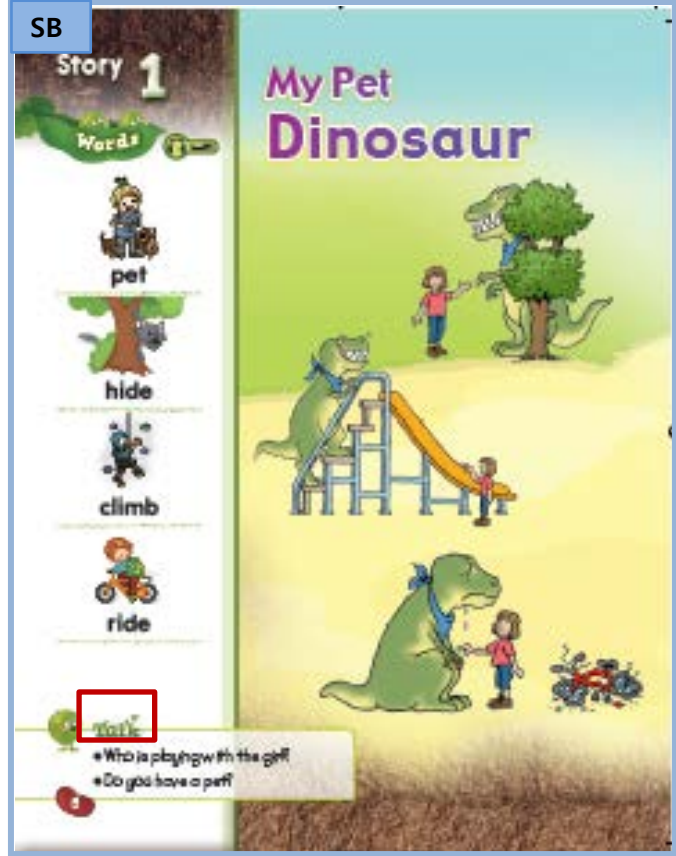 SB
Story 1
My Pet
Dinosaur
Words
pet
hide
climb
ride
Talk
•Who is playing with the girl?
•Do you have a pet?